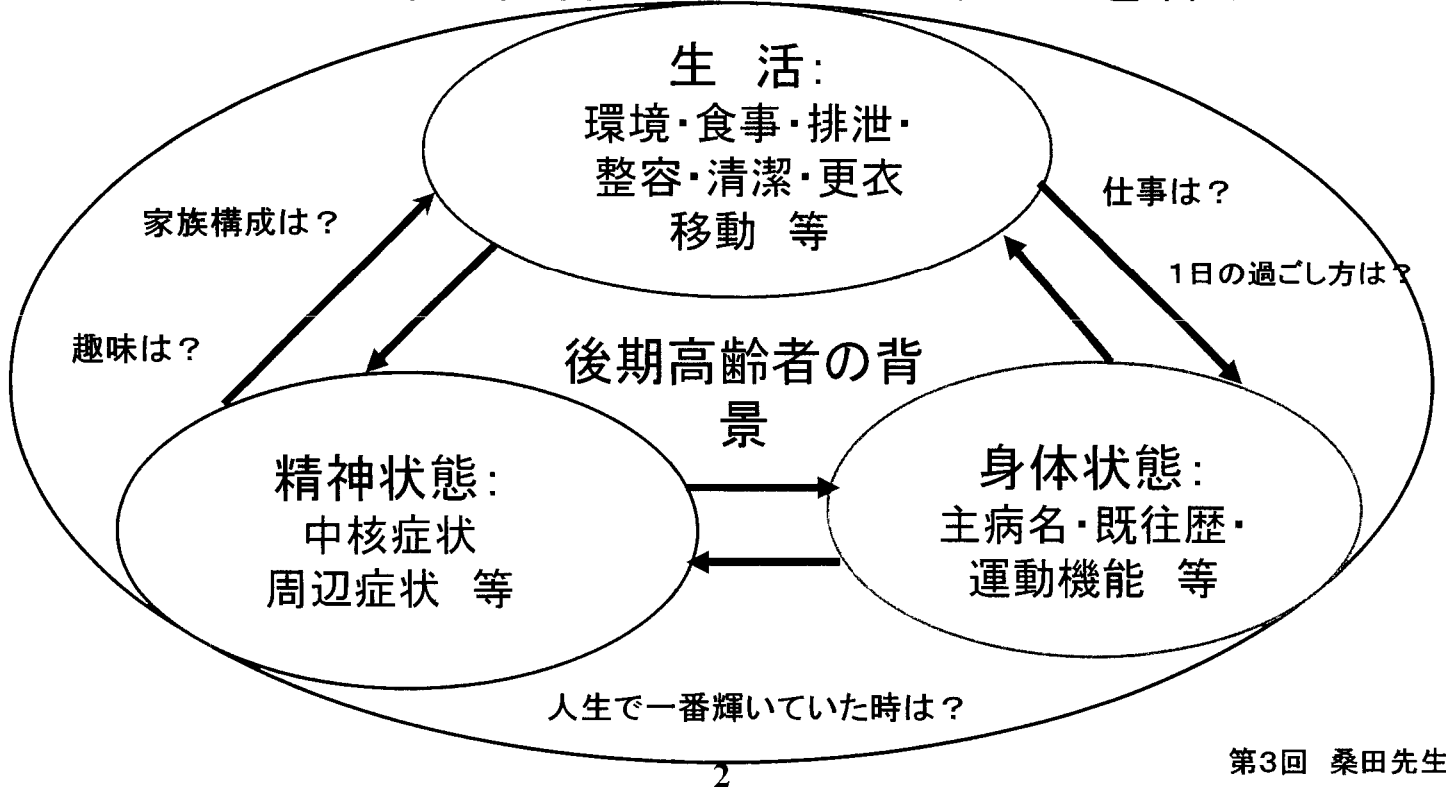 生　活：
環境・食事・排泄・
整容・清潔・更衣
移動　等
仕事は？
家族構成は？
1日の過ごし方は？
趣味は？
後期高齢者の背
景
精神状態：
中核症状
周辺症状　等
身体状態：
主病名・既往歴・
運動機能　等
人生で一番輝いていた時は？
第3回　桑田先生
2